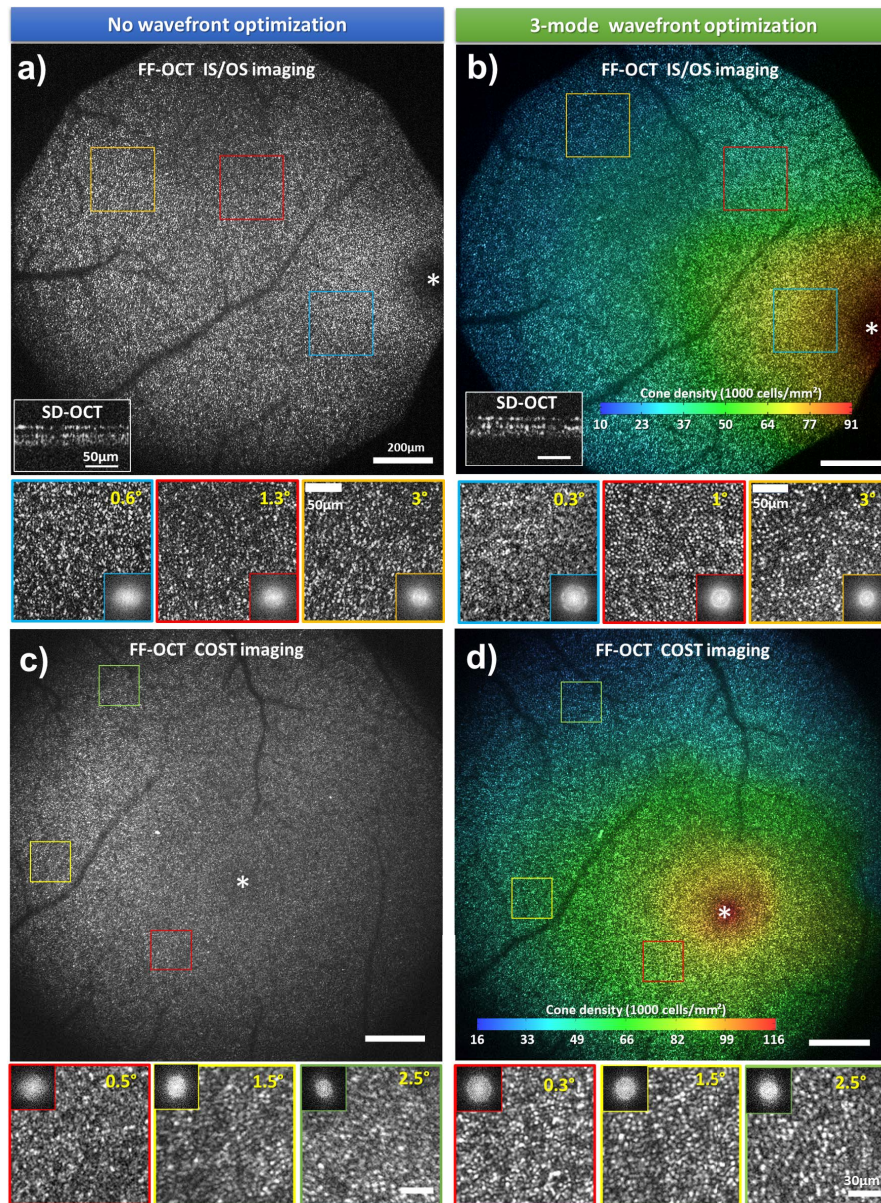 No wavefront optimization
3-mode wavefront optimization
a)
FF-OCT IS/OS imaging
*
SD-OCT
50µm
200µm
b)
FF-OCT IS/OS imaging
*
SD-OCT
Cone density (1000 cells/mm²)
10 23 37 50 64 77 91
0.6°
1.3°
3°
50µm
0.3°
1°
3°
50µm
c)
FF-OCT COST imaging
*
d)
FF-OCT COST imaging
*
Cone density (1000 cells/mm²)
16 33 49 66 82 99 116
0.5°
1.5°
2.5°
0.3°
1.5°
2.5°
30µm